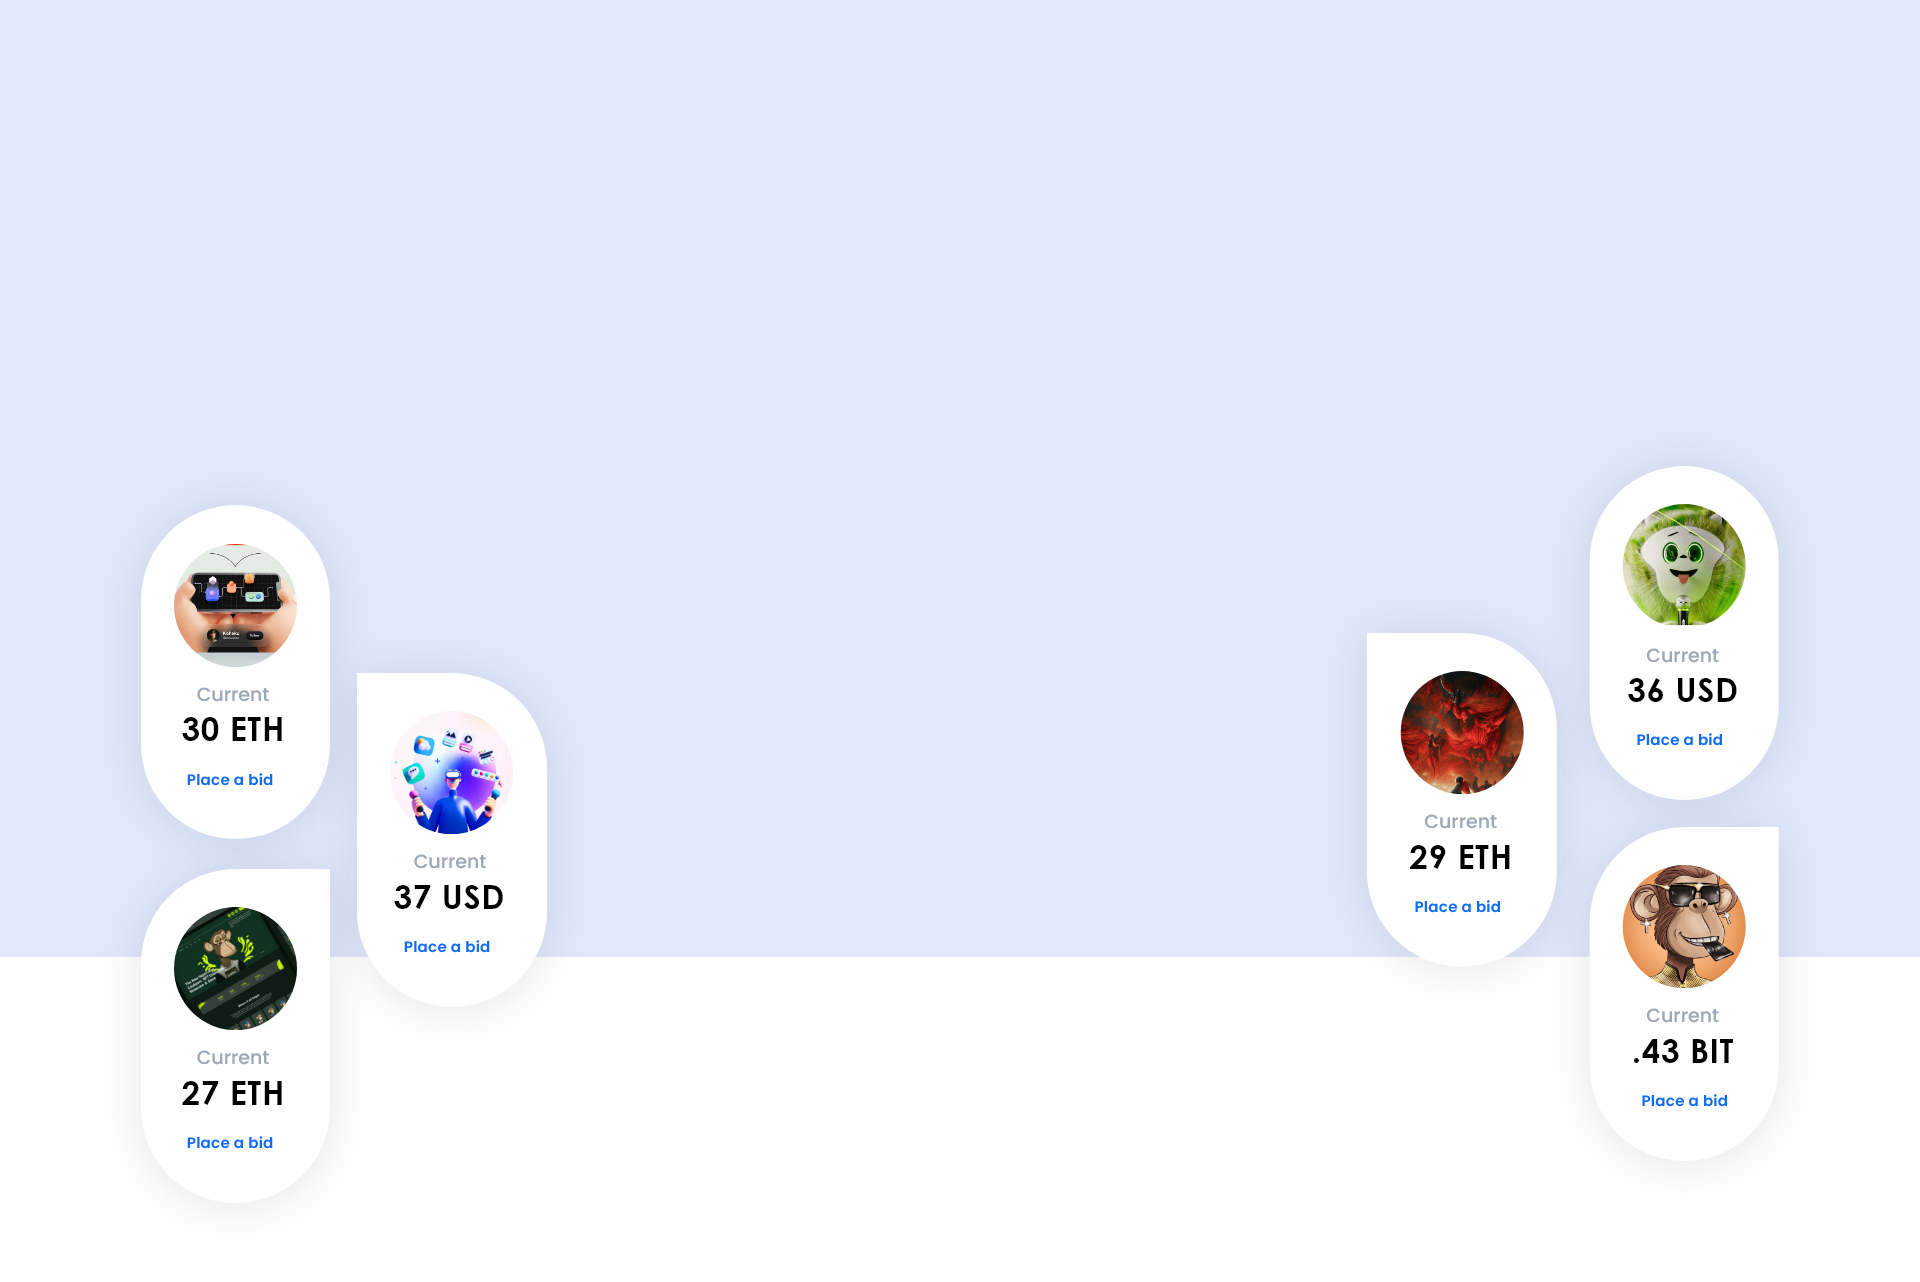 Current
30 ETH
Place a bid
Current
27 ETH
Place a bid
Current
37 USD
Place a bid
Current
29 ETH
Place a bid
Current
36 USD
Place a bid
Current
.43 BIT
Place a bid